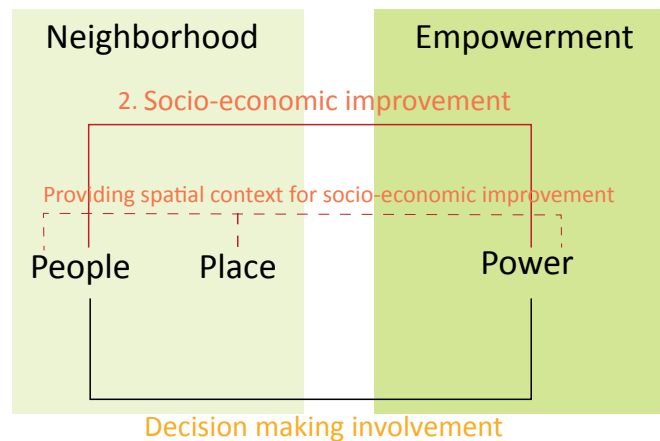 Neighborhood
Empowerment
2. Socio-economic improvement
Providing spatial context for socio-economic improvement
People
Place
Power
Decision making involvement